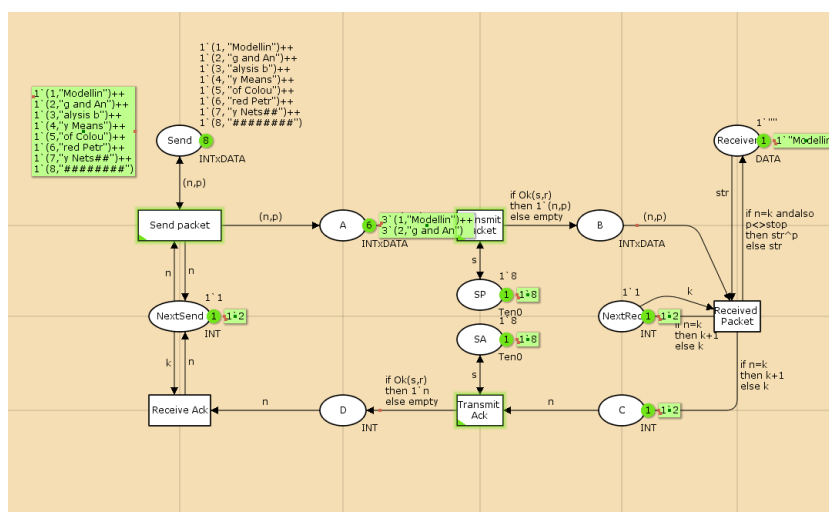 1`(1, "Modellin")++
1`(2, "g and An")++
1`(3, "alysis b")++
1`(4, "y Means")++
1`(5, "of Colou")++
1`(6, "red Petr")++
1`(7, "y Nets##")++
1`(8, "########")
1`(1,"Modellin")++
1`(2,"g and An")++
1`(3,"alysis b")++
1`(4,"y Means")++
1`(5,"of Colou")++
1`(6,"red Petr")++
1`(7,"y Nets##")++
1`(8,"########")
Send
8
INTxDATA
1`""
Receiver
1
1`"Modellin
DATA
(n,p)
str
Send packet
(n,p)
A
6
3`(1,"Modellin")++
3`(2,"g and An")
INTxDATA
if Ok(s,r)
then 1`(n,p)
else empty
B
(n,p)
INTxDATA
if n=k andalso
p<>stop
then str^p
else str
n
n
s
1`8
SP
1
1`8
Ten0
1`1
NextSend
1
1`2
INT
1`8
SA
1
1`8
Ten0
1`1
k
NextRec
1
1`2
INT
Received
Packet
if n=k
then k+1
else k
k
n
s
if n=k
then k+1
else k
if Ok(s,r)
then 1`n
else empty
Receive Ack
n
D
INT
Transmit
Ack
n
C
1
1`2
INT